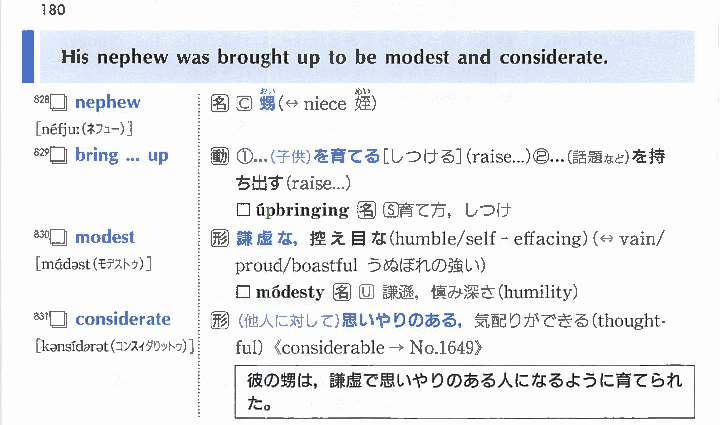 180
His nephew was brought up to be modest and considerate.
828□ nephew
[néfju:(ネフュー)]
名 C 甥(おい)(↔ niece 姪(めい))
829□ bring ... up
動 ①…(子供)を育てる[しつける](raise...)②…(話題など)を持
ち出す(raise...)
□ úpbringing 名 Ⓢ育て方,しつけ
830□ modest
[mɑ́dəst(モデストゥ)]
形 謙虚な,控え目な(humble/self-effacing)(↔ vain/
proud/boastful うぬぼれの強い)
□ módesty 名 U 謙遜,慎み深さ(humility)
831□ considerate
[kənsídərət(コンスィダリットゥ)]
形 (他人に対して)思いやりのある,気配りができる(thought-
ful)《considerable → No.1649》
彼の甥は,謙虚で思いやりのある人になるように育てられ
た。